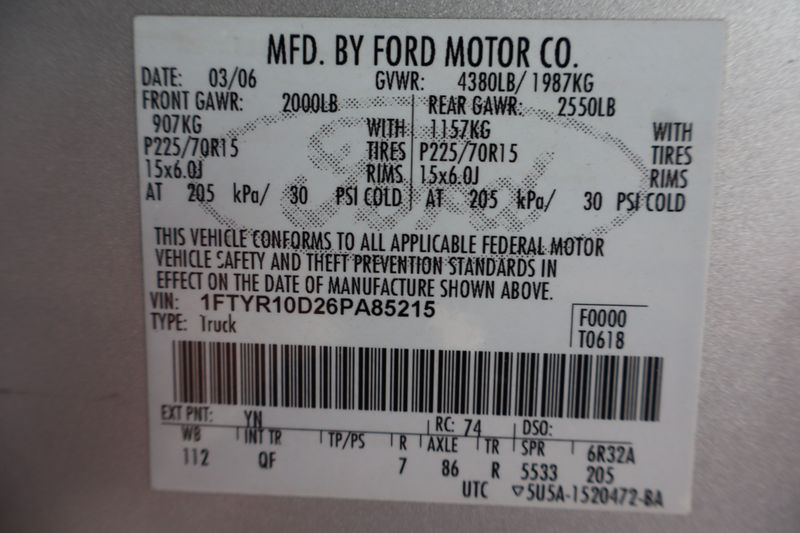 MFD. BY FORD MOTOR CO.
DATE: 03/06 GVWR: 4380LB/ 1987KG
FRONT GAWR: 2000LB REAR GAWR: 2550LB
907KG WITH 1157KG WITH
P225/70R15 TIRES P225/70R15 TIRES
15x6.0J RIMS 15x6.0J RIMS
AT 205 kPa/ 30 PSI COLD AT 205 kPa/ 30 PSI COLD
Ford
THIS VEHICLE CONFORMS TO ALL APPLICABLE FEDERAL MOTOR
VEHICLE SAFETY AND THEFT PREVENTION STANDARDS IN
EFFECT ON THE DATE OF MANUFACTURE SHOWN ABOVE.
VIN: 1FTYR10D26PA85215 F0000
TYPE: Truck T0618
EXT PNT: YN RC: 74 DSO:
WB INT TR TP/PS R AXLE TR SPR 6R32A
112 QF 7 86 R 5533 205
UTC ▽5U5A-1520472-BA